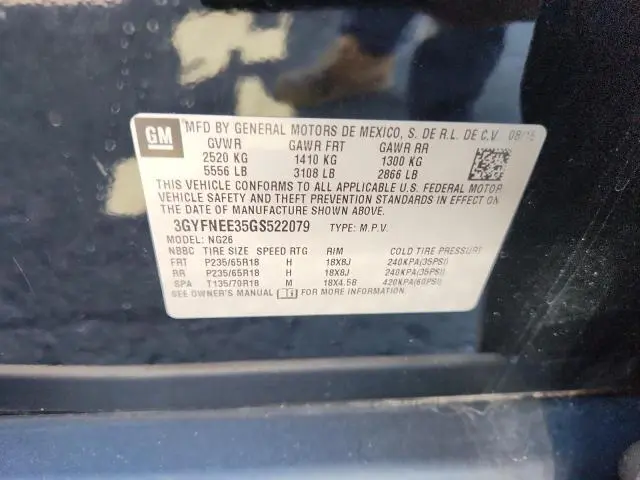 GM
MFD BY GENERAL MOTORS DE MEXICO, S. DE R.L. DE C.V. 08/15
GVWR GAWR FRT GAWR RR
2520 KG 1410 KG 1300 KG
5556 LB 3108 LB 2866 LB
THIS VEHICLE CONFORMS TO ALL APPLICABLE U.S. FEDERAL MOTOR
VEHICLE SAFETY AND THEFT PREVENTION STANDARDS IN EFFECT ON
THE DATE OF MANUFACTURE SHOWN ABOVE.
3GYFNEE35GS522079 TYPE: M.P.V.
MODEL: NG26
NBBC TIRE SIZE SPEED RTG RIM COLD TIRE PRESSURE
FRT P235/65R18 H 18X8J 240KPA(35PSI)
RR P235/65R18 H 18X8J 240KPA(35PSI)
SPA T135/70R18 M 18X4.5B 420KPA(60PSI)
SEE OWNER'S MANUAL FOR MORE INFORMATION